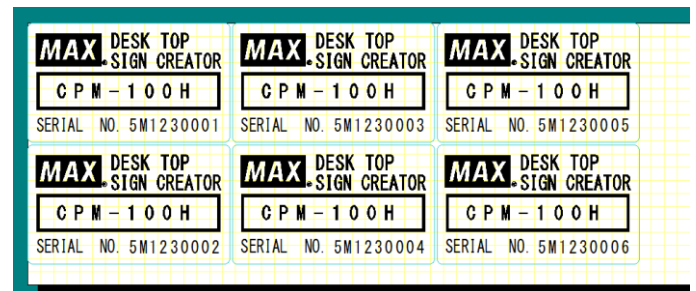 MAX. DESK TOP
SIGN CREATOR
CPM-100H
SERIAL NO. 5M1230001
MAX. DESK TOP
SIGN CREATOR
CPM-100H
SERIAL NO. 5M1230003
MAX. DESK TOP
SIGN CREATOR
CPM-100H
SERIAL NO. 5M1230005
MAX. DESK TOP
SIGN CREATOR
CPM-100H
SERIAL NO. 5M1230002
MAX. DESK TOP
SIGN CREATOR
CPM-100H
SERIAL NO. 5M1230004
MAX. DESK TOP
SIGN CREATOR
CPM-100H
SERIAL NO. 5M1230006